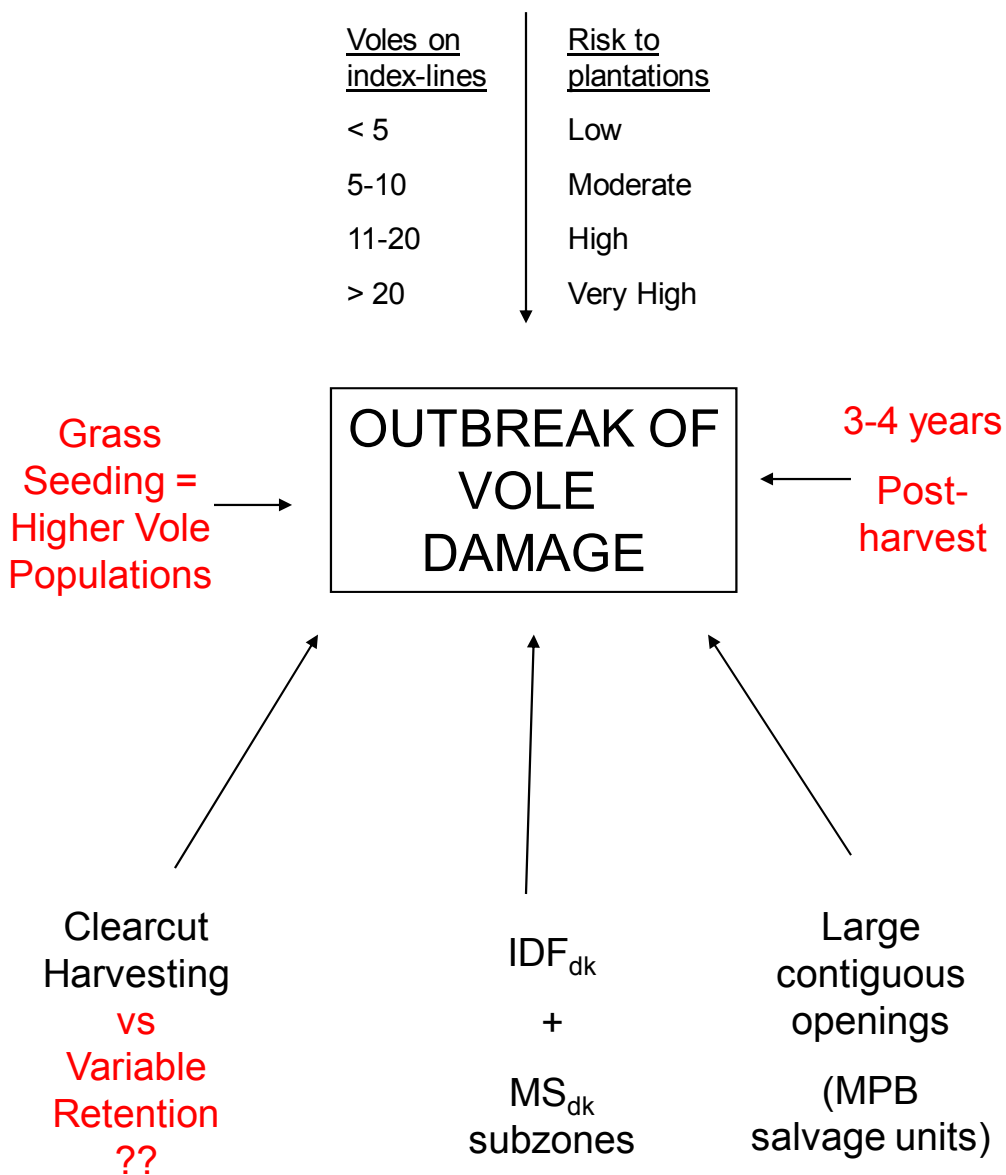 Voles on
index-lines
< 5
5-10
11-20
> 20
Risk to
plantations
Low
Moderate
High
Very High
Grass
Seeding =
Higher Vole
Populations
OUTBREAK OF
VOLE
DAMAGE
3-4 years
Post-
harvest
Clearcut
Harvesting
vs
Variable
Retention
??
IDFdk
+
MSdk
subzones
Large
contiguous
openings
(MPB
salvage units)